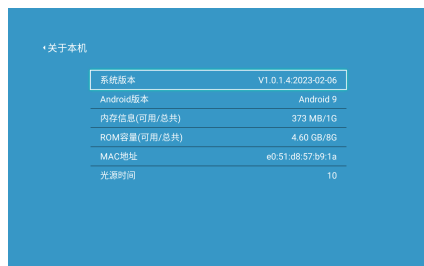 关于本机
系统版本 V1.0.1.4:2023-02-06
Android版本 Android 9
内存信息(可用/总共) 373 MB/1G
ROM容量(可用/总共) 4.60 GB/8G
MAC地址 e0:51:d8:57:b9:1a
光源时间 10